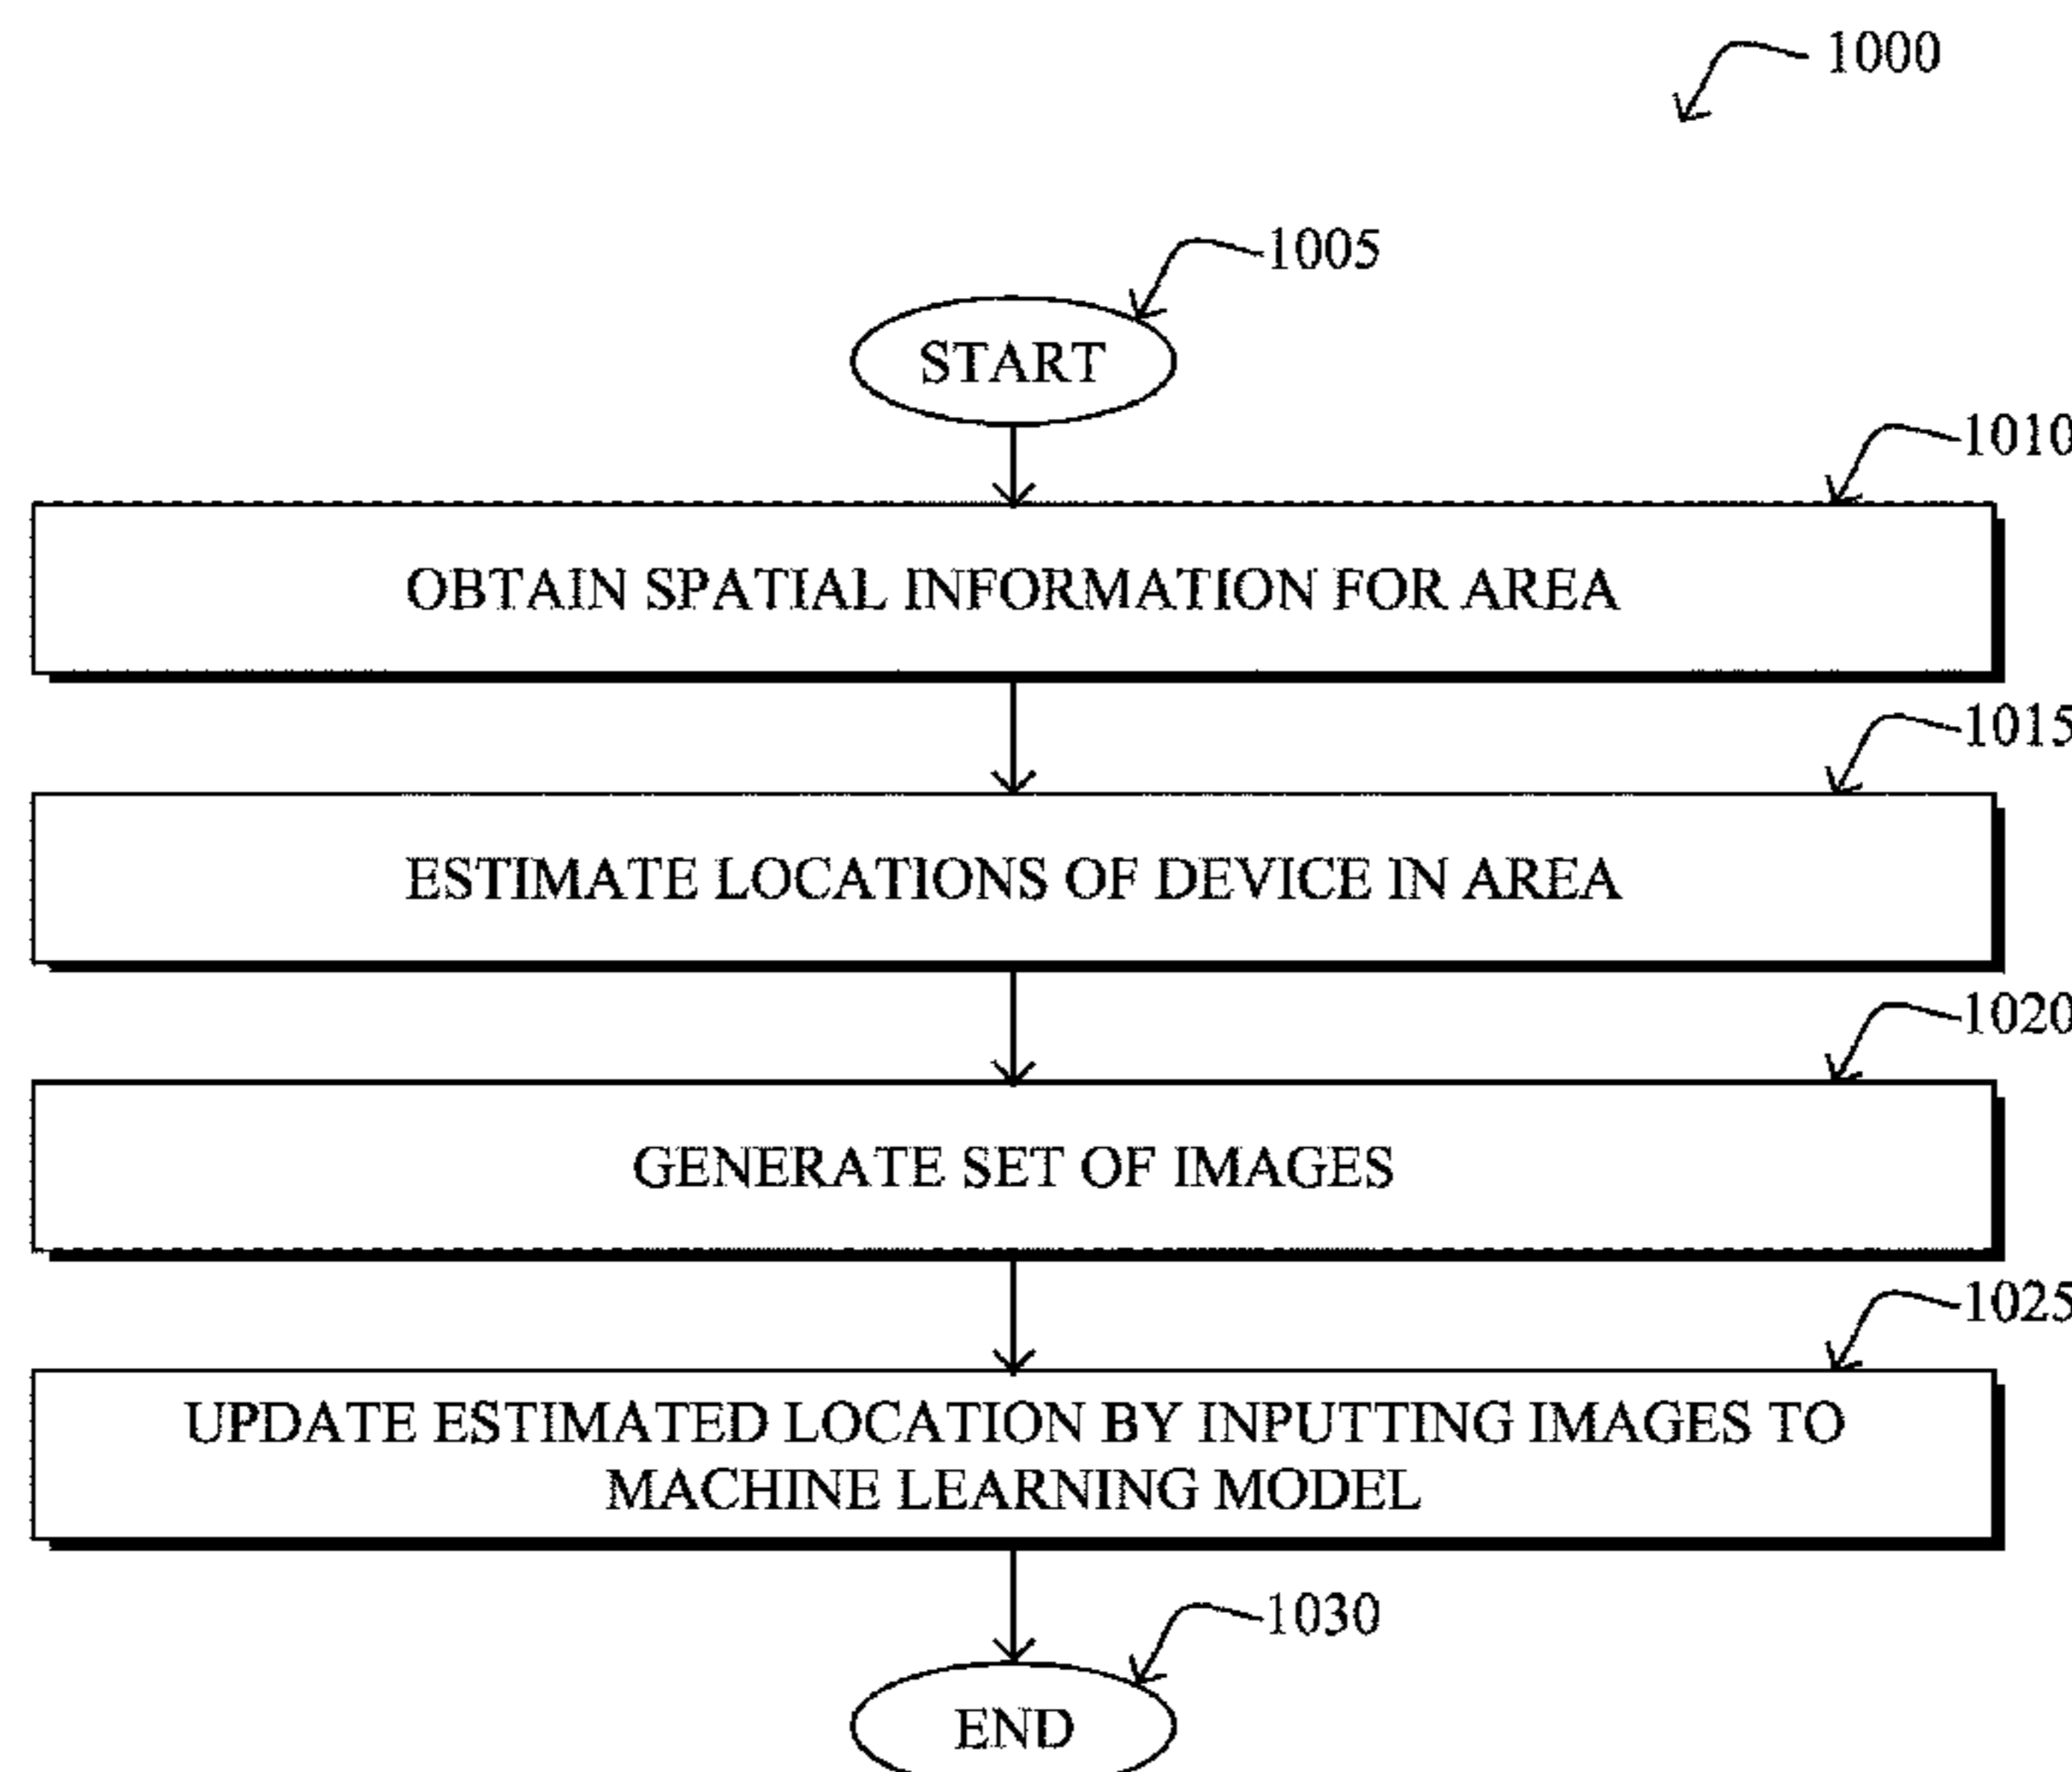 1000
1005
START
1010
OBTAIN SPATIAL INFORMATION FOR AREA
1015
ESTIMATE LOCATIONS OF DEVICE IN AREA
1020
GENERATE SET OF IMAGES
1025
UPDATE ESTIMATED LOCATION BY INPUTTING IMAGES TO
MACHINE LEARNING MODEL
1030
END